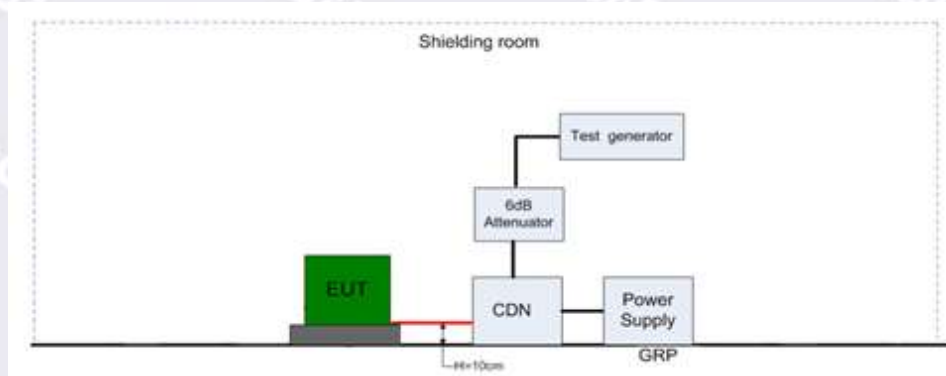 Shielding room
Test generator
6dB
Attenuator
EUT
CDN
Power
Supply
GRP
H=10cm